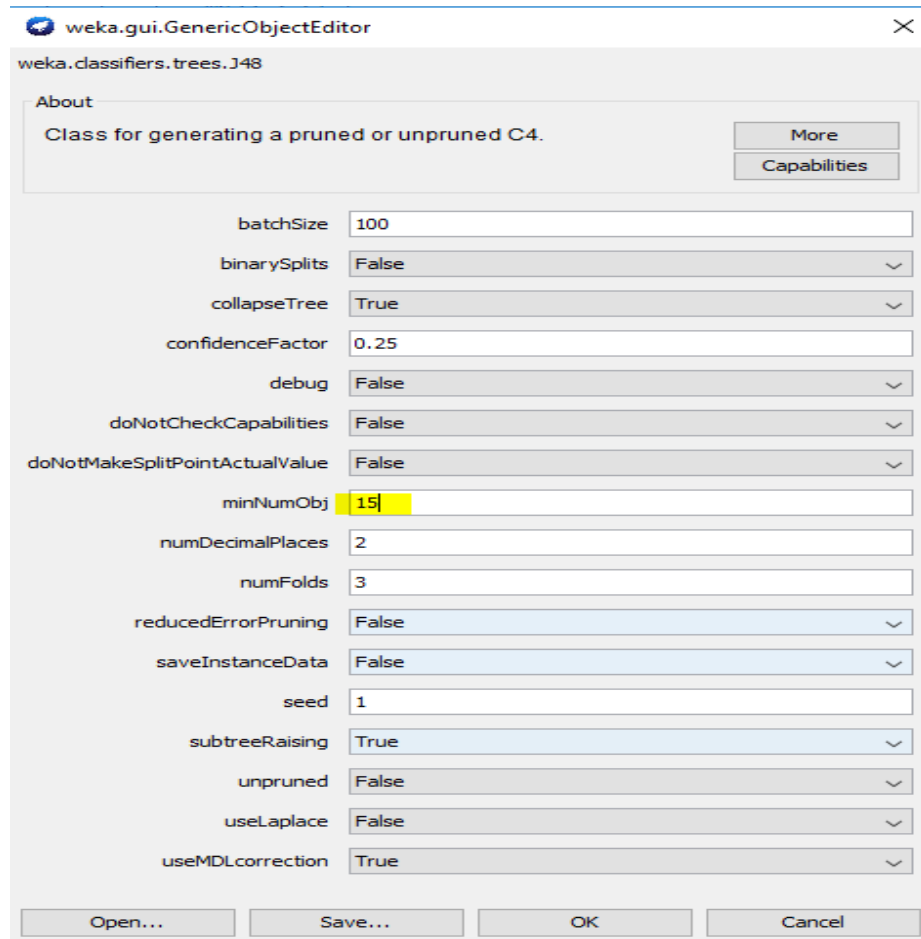 weka.gui.GenericObjectEditor
weka.classifiers.trees.J48
About
Class for generating a pruned or unpruned C4.
More
Capabilities
batchSize 100
binarySplits False
collapseTree True
confidenceFactor 0.25
debug False
doNotCheckCapabilities False
doNotMakeSplitPointActualValue False
minNumObj 15
numDecimalPlaces 2
numFolds 3
reducedErrorPruning False
saveInstanceData False
seed 1
subtreeRaising True
unpruned False
useLaplace False
useMDLcorrection True
Open... Save... OK Cancel